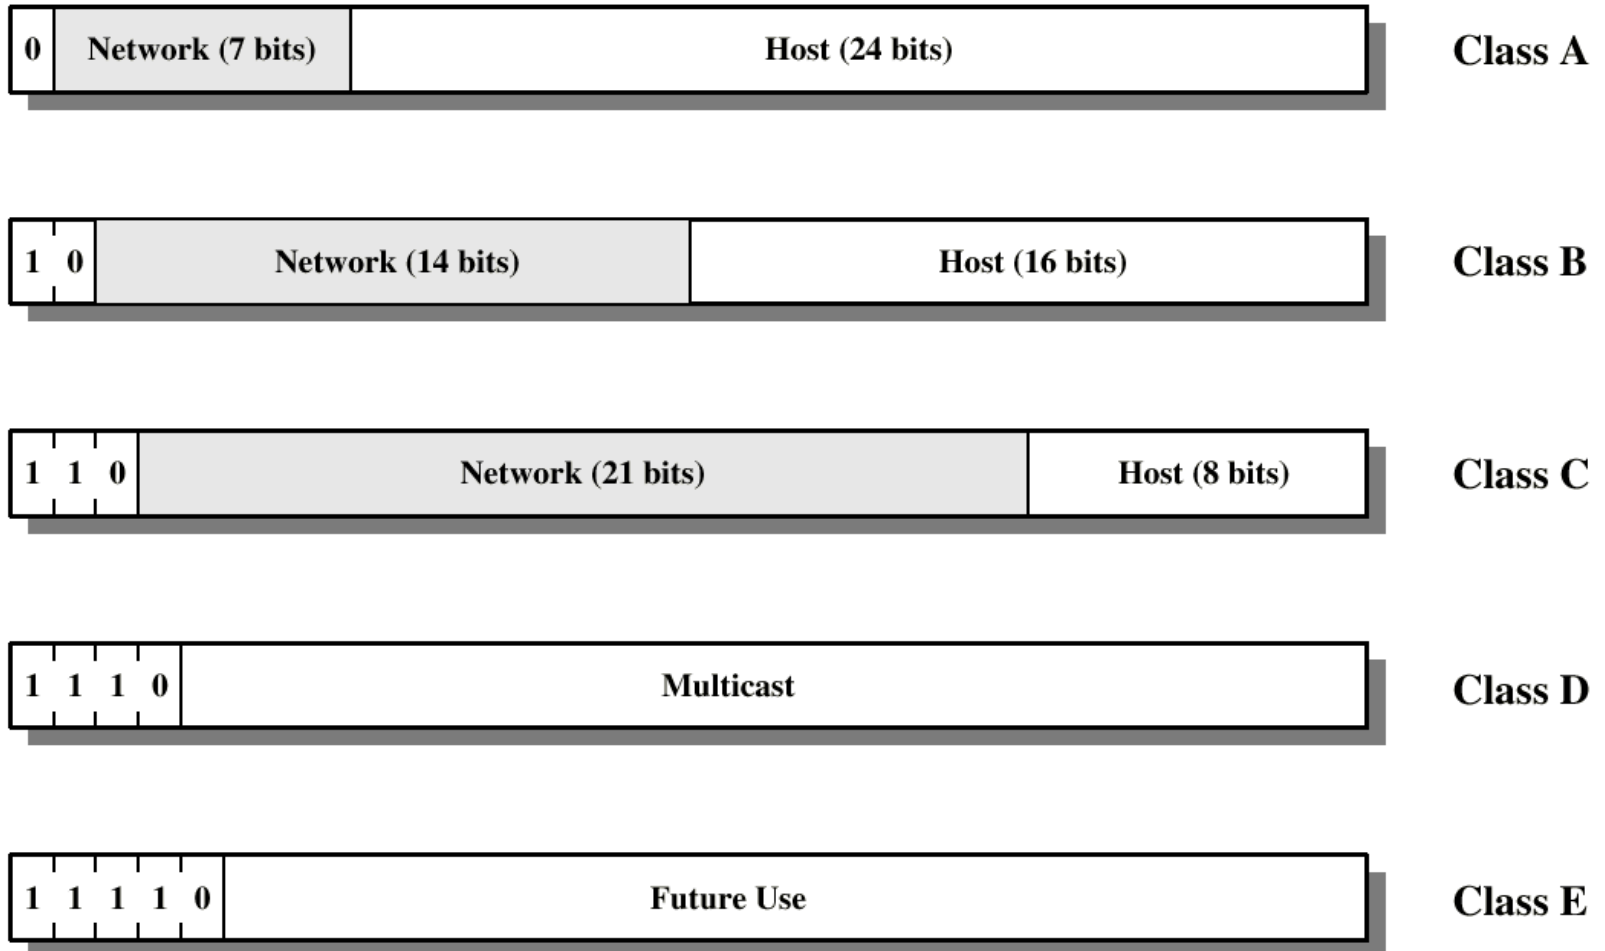 0 Network (7 bits) Host (24 bits) Class A
1 0 Network (14 bits) Host (16 bits) Class B
1 1 0 Network (21 bits) Host (8 bits) Class C
1 1 1 0 Multicast Class D
1 1 1 1 0 Future Use Class E